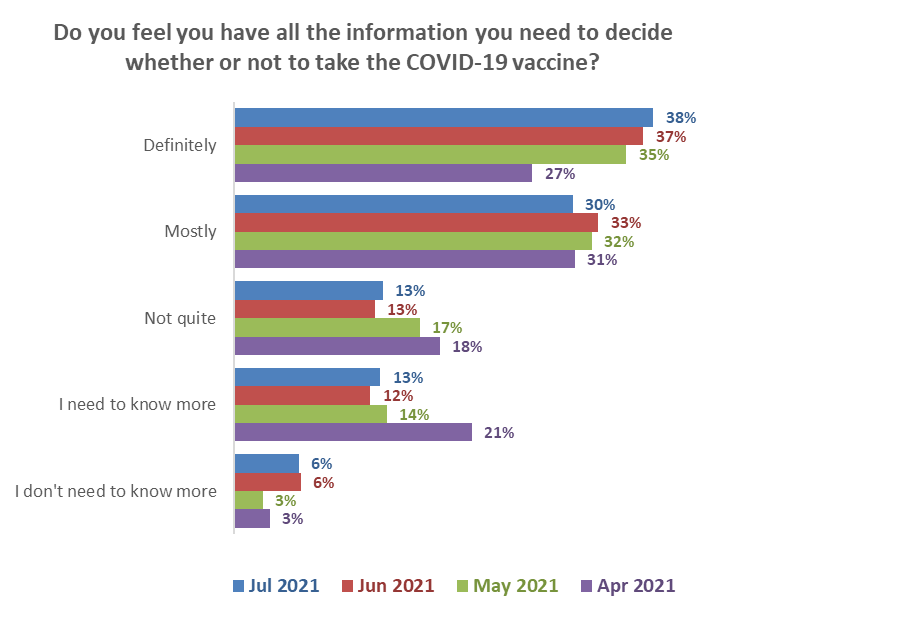 Do you feel you have all the information you need to decide
whether or not to take the COVID-19 vaccine?
Definitely
38%
37%
35%
27%
Mostly
30%
33%
32%
31%
Not quite
13%
13%
17%
18%
I need to know more
13%
12%
14%
21%
I don't need to know more
6%
6%
3%
3%
Jul 2021 Jun 2021 May 2021 Apr 2021